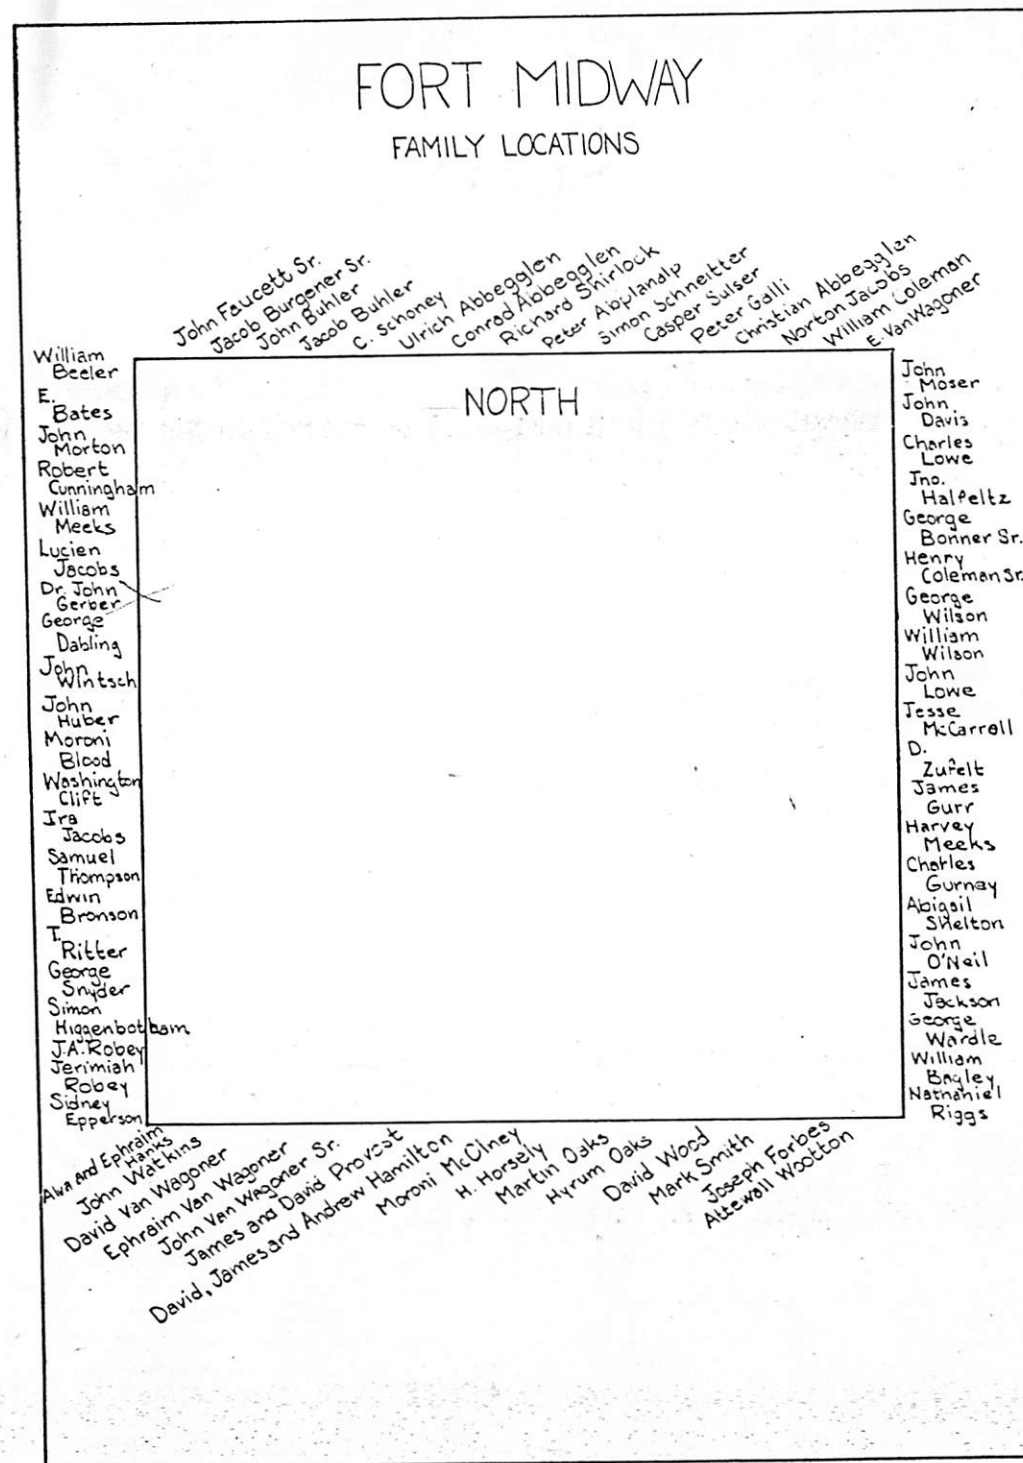 FORT MIDWAY
FAMILY LOCATIONS
John Faucett Sr.
Jacob Burgener Sr.
John Buhler
Jacob Buhler
C. Schoney
Ulrich Abbegglen
Conrad Abbegglen
Richard Shirlock
Peter Abplanalp
Simon Schneitter
Casper Sulser
Peter Galli
Christian Abbegglen
Norton Jacobs
William Coleman
E. Van Wagoner
NORTH
William
Beeler
E.
Bates
John
Morton
Robert
Cunningham
William
Meeks
Lucien
Jacobs
Dr. John
Gerber
George
Dabling
John
Wintsch
John
Huber
Moroni
Blood
Washington
Clift
Ira
Jacobs
Samuel
Thompson
Edwin
Bronson
T.
Ritter
George
Snyder
Simon
Higgenbotham
J.A. Robey
Jerimiah
Robey
Sidney
Epperson
John
Moser
John
Davis
Charles
Lowe
Jno.
Halfeltz
George
Bonner Sr.
Henry
Coleman Sr.
George
Wilson
William
Wilson
John
Lowe
Jesse
McCarrell
D.
Zufelt
James
Gurr
Harvey
Meeks
Charles
Gurney
Abigail
Shelton
John
O'Neil
James
Jackson
George
Wardle
William
Bagley
Nathaniel
Riggs
Alva and Ephraim
Hanks
John Watkins
David Van Wagoner
Ephraim Van Wagoner
John Van Wagoner Sr.
James and David Provost
David, James and Andrew Hamilton
Moroni McOlney
H. Horsely
Martin Oaks
Hyrum Oaks
David Wood
Mark Smith
Joseph Forbes
Attewall Wootton